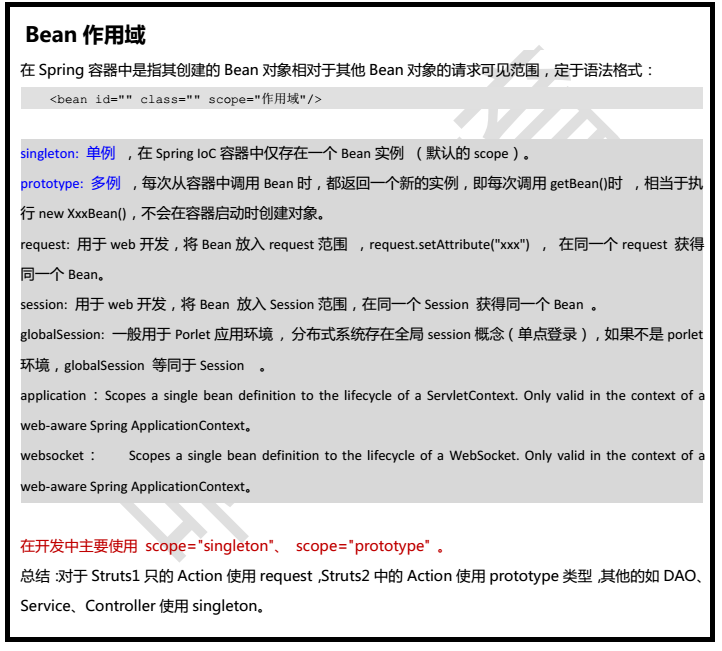 Bean 作用域
在 Spring 容器中是指其创建的 Bean 对象相对于其他 Bean 对象的请求可见范围，定于语法格式：
<bean id="" class="" scope="作用域"/>
singleton: 单例 ，在 Spring IoC 容器中仅存在一个 Bean 实例 （默认的 scope）。
prototype: 多例 ，每次从容器中调用 Bean 时，都返回一个新的实例，即每次调用 getBean()时 ，相当于执
行 new XxxBean()，不会在容器启动时创建对象。
request: 用于 web 开发，将 Bean 放入 request 范围 ，request.setAttribute("xxx") ， 在同一个 request 获得
同一个 Bean。
session: 用于 web 开发，将 Bean 放入 Session 范围，在同一个 Session 获得同一个 Bean 。
globalSession: 一般用于 Porlet 应用环境 , 分布式系统存在全局 session 概念（单点登录），如果不是 porlet
环境，globalSession 等同于 Session 。
application：Scopes a single bean definition to the lifecycle of a ServletContext. Only valid in the context of a
web-aware Spring ApplicationContext。
websocket： Scopes a single bean definition to the lifecycle of a WebSocket. Only valid in the context of a
web-aware Spring ApplicationContext。
在开发中主要使用 scope="singleton"、 scope="prototype" 。
总结 :对于 Struts1 只的 Action 使用 request ,Struts2 中的 Action 使用 prototype 类型 ,其他的如 DAO、
Service、Controller 使用 singleton。